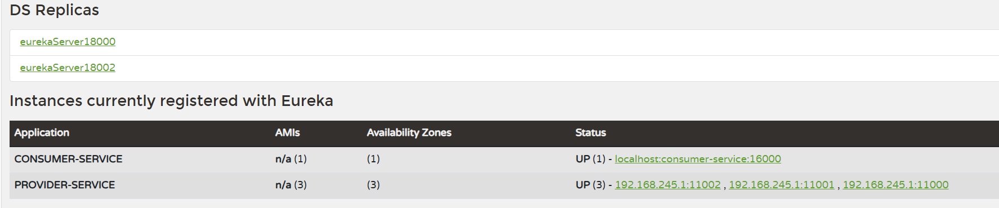 DS Replicas
eurekaServer18000
eurekaServer18002
Instances currently registered with Eureka
Application AMIs Availability Zones Status
CONSUMER-SERVICE n/a (1) (1) UP (1) - localhost:consumer-service:16000
PROVIDER-SERVICE n/a (3) (3) UP (3) - 192.168.245.1:11002 , 192.168.245.1:11001 , 192.168.245.1:11000